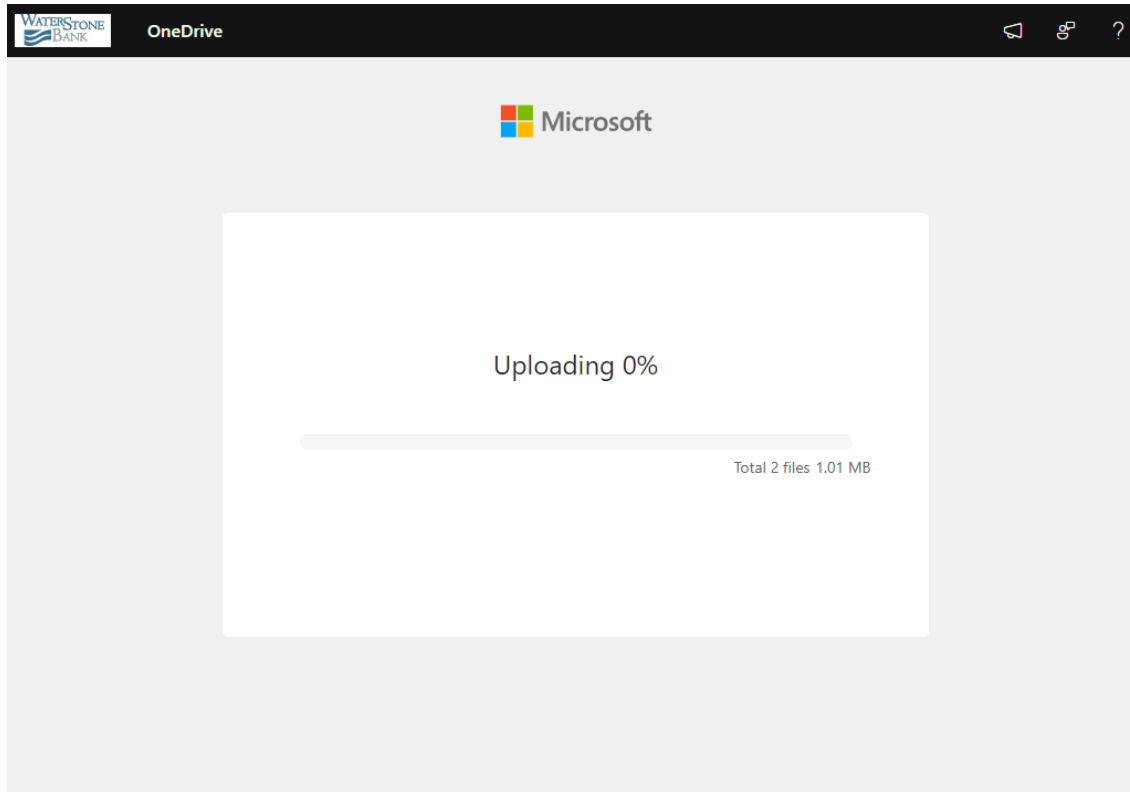 WATERSTONE
BANK
OneDrive
?
Microsoft
Uploading 0%
Total 2 files 1.01 MB